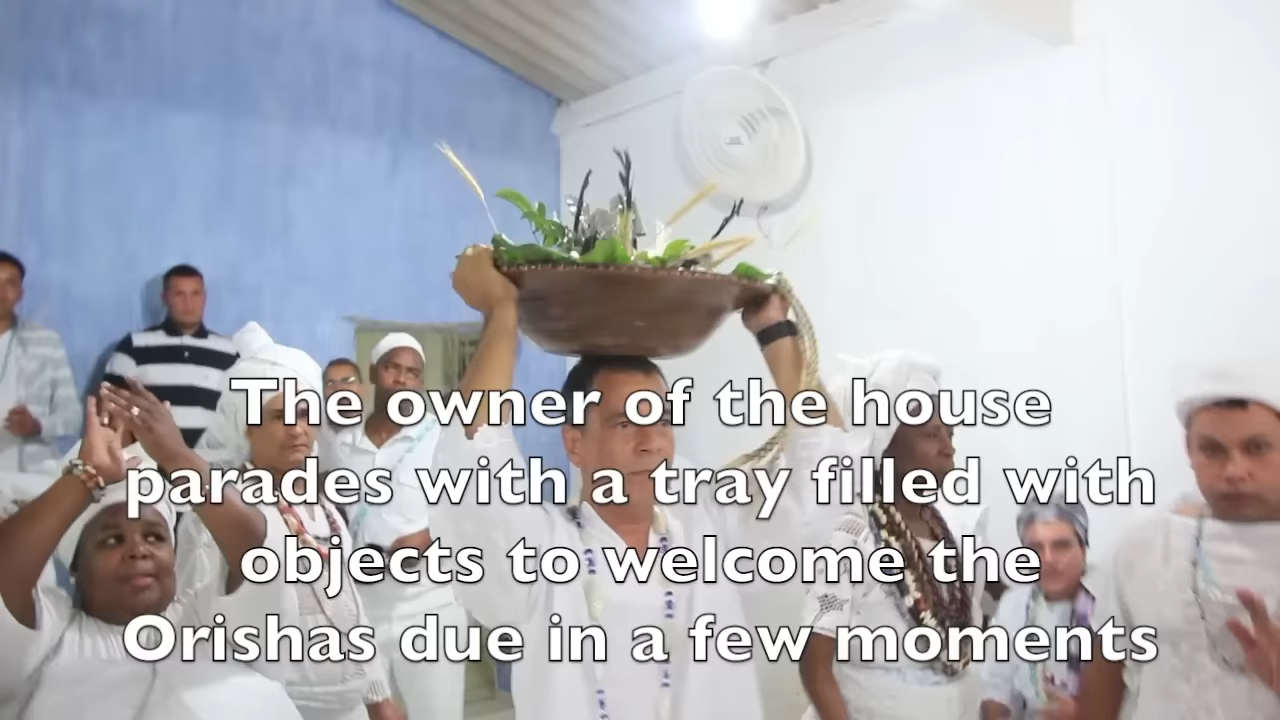 The owner of the house
parades with a tray filled with
objects to welcome the
Orishas due in a few moments